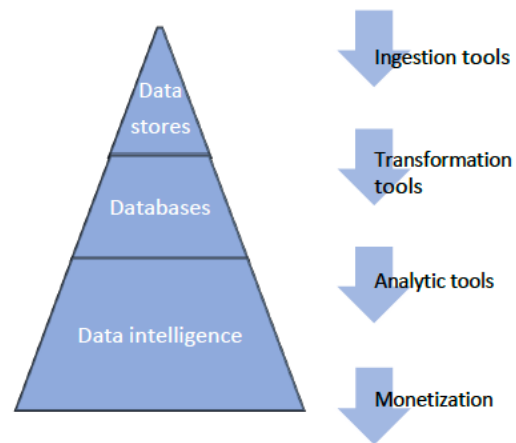 Data
stores
Databases
Data intelligence
Ingestion tools
Transformation
tools
Analytic tools
Monetization